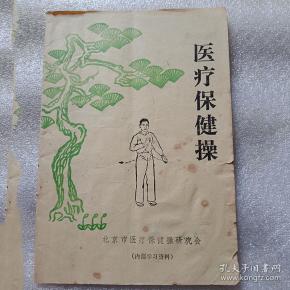 医疗保健操
北京市医疗保健操研究会
(内部学习资料)
孔夫子旧书网